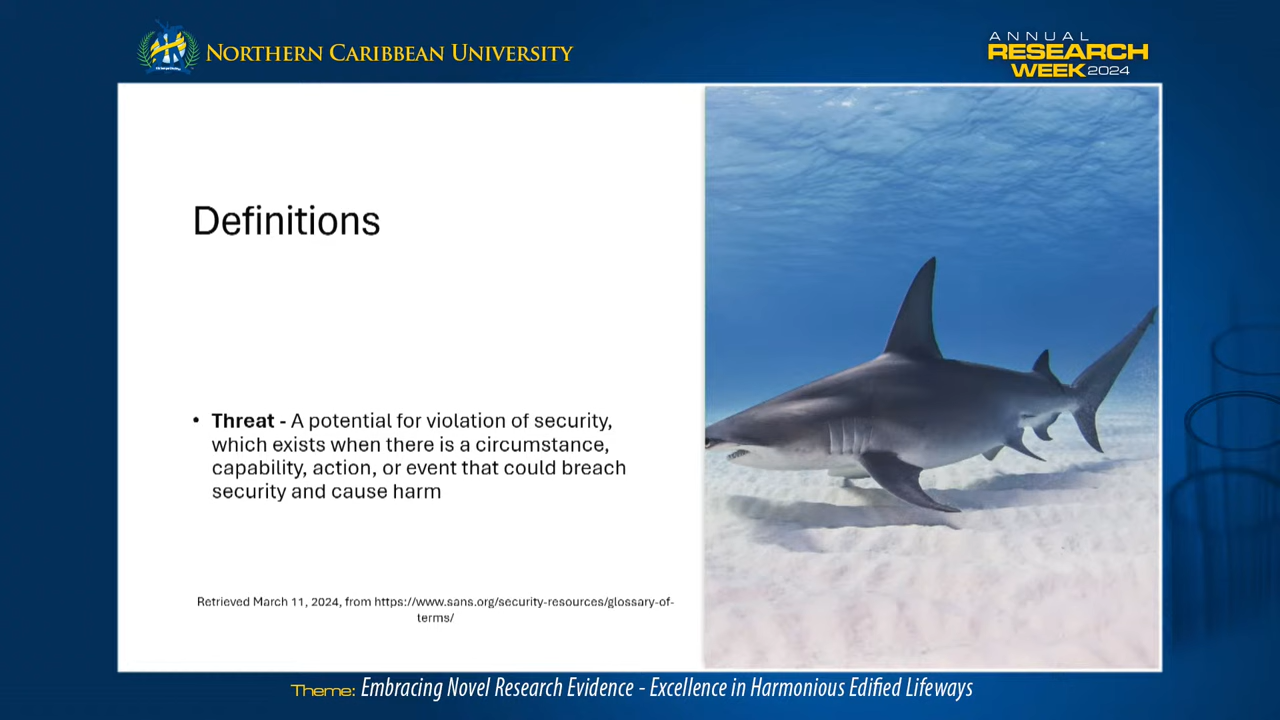 NORTHERN CARIBBEAN UNIVERSITY
ANNUAL
RESEARCH
WEEK 2024
Definitions
• Threat - A potential for violation of security,
which exists when there is a circumstance,
capability, action, or event that could breach
security and cause harm
Retrieved March 11, 2024, from https://www.sans.org/security-resources/glossary-of-
terms/
Theme: Embracing Novel Research Evidence - Excellence in Harmonious Edified Lifeways